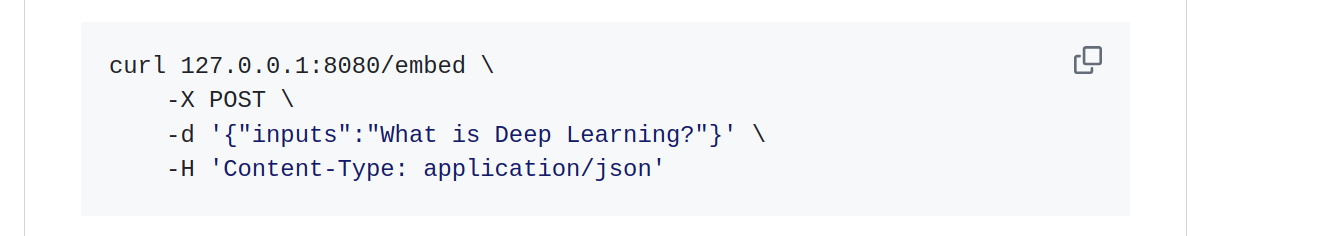 curl 127.0.0.1:8080/embed \
    -X POST \
    -d '{"inputs":"What is Deep Learning?"}' \
    -H 'Content-Type: application/json'